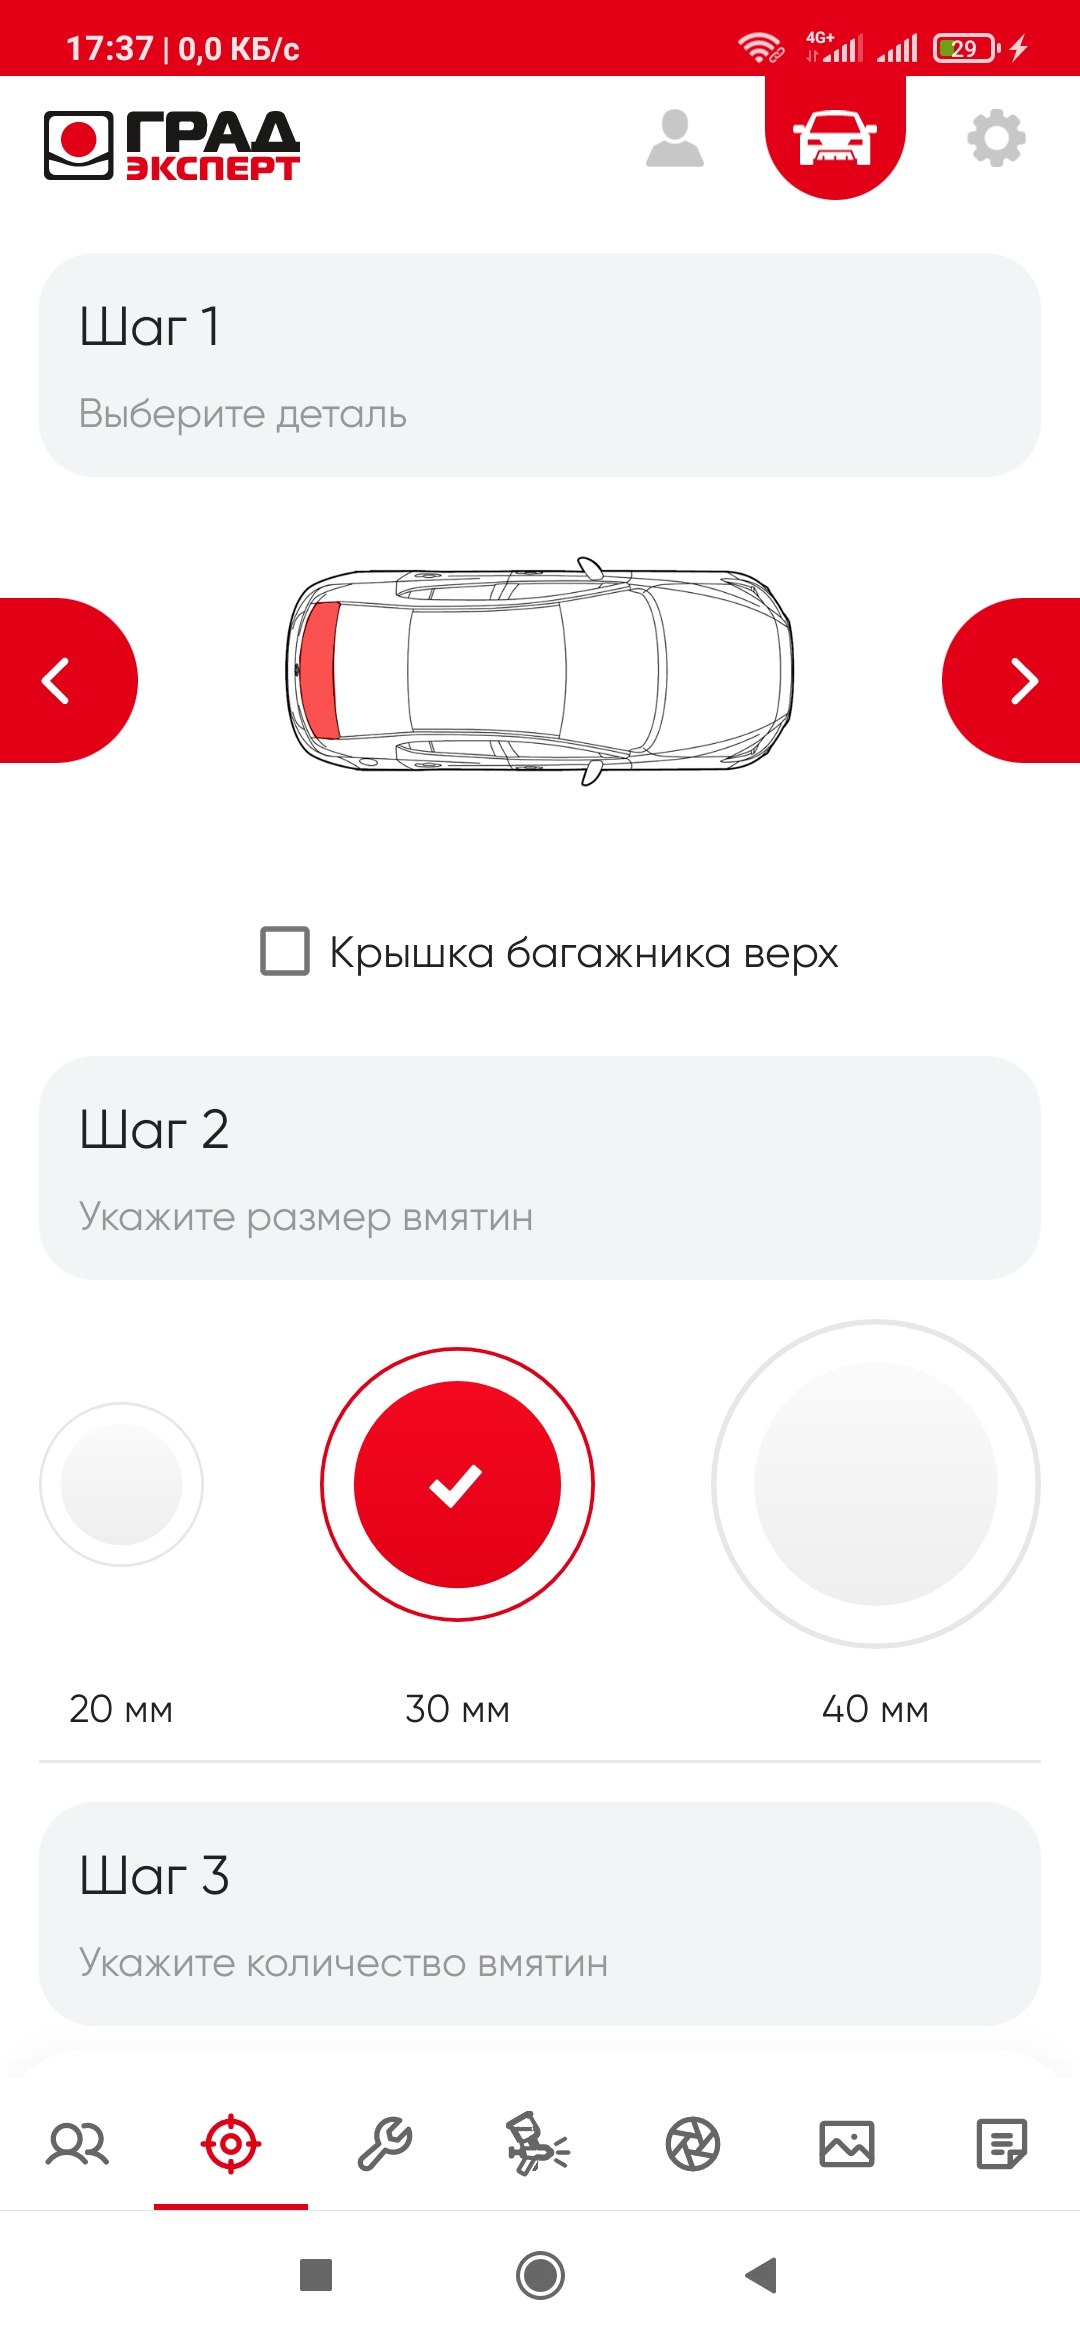 17:37 | 0,0 КБ/с
4G+
29
ГРАД
ЭКСПЕРТ
Шаг 1
Выберите деталь
Крышка багажника верх
Шаг 2
Укажите размер вмятин
20 мм
30 мм
40 мм
Шаг 3
Укажите количество вмятин